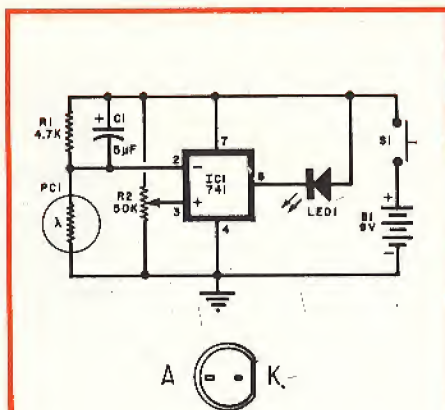 R1
4.7K
+ C1
5µF
PC1
λ
R2
50K
7
2 -
IC1
741
3 +
6
4
LED1
S1
+
B1
9V
-
A K